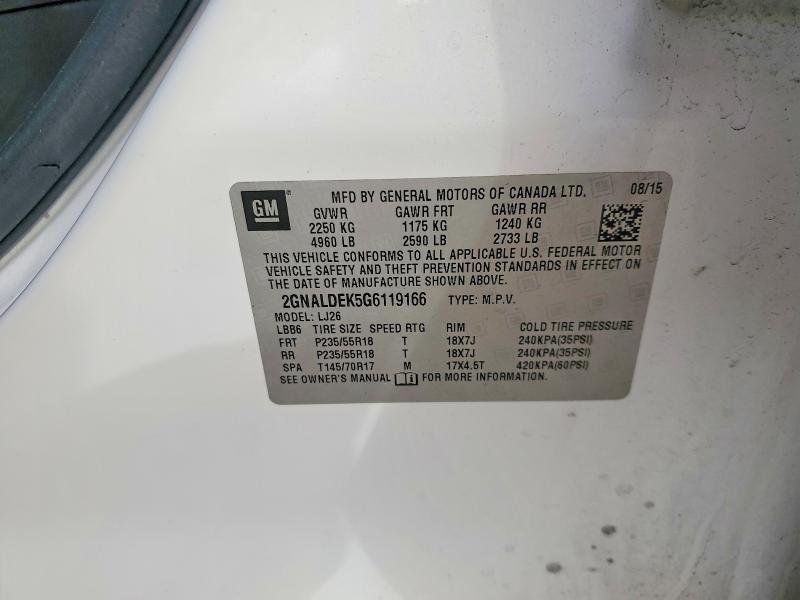 GM ® MFD BY GENERAL MOTORS OF CANADA LTD. 08/15
GVWR GAWR FRT GAWR RR
2250 KG 1175 KG 1240 KG
4960 LB 2590 LB 2733 LB
THIS VEHICLE CONFORMS TO ALL APPLICABLE U.S. FEDERAL MOTOR
VEHICLE SAFETY AND THEFT PREVENTION STANDARDS IN EFFECT ON
THE DATE OF MANUFACTURE SHOWN ABOVE.
2GNALDEK5G6119166 TYPE: M.P.V.
MODEL: LJ26
LBB6 TIRE SIZE SPEED RTG RIM COLD TIRE PRESSURE
FRT P235/55R18 T 18X7J 240KPA(35PSI)
RR P235/55R18 T 18X7J 240KPA(35PSI)
SPA T145/70R17 M 17X4.5T 420KPA(60PSI)
SEE OWNER'S MANUAL FOR MORE INFORMATION.